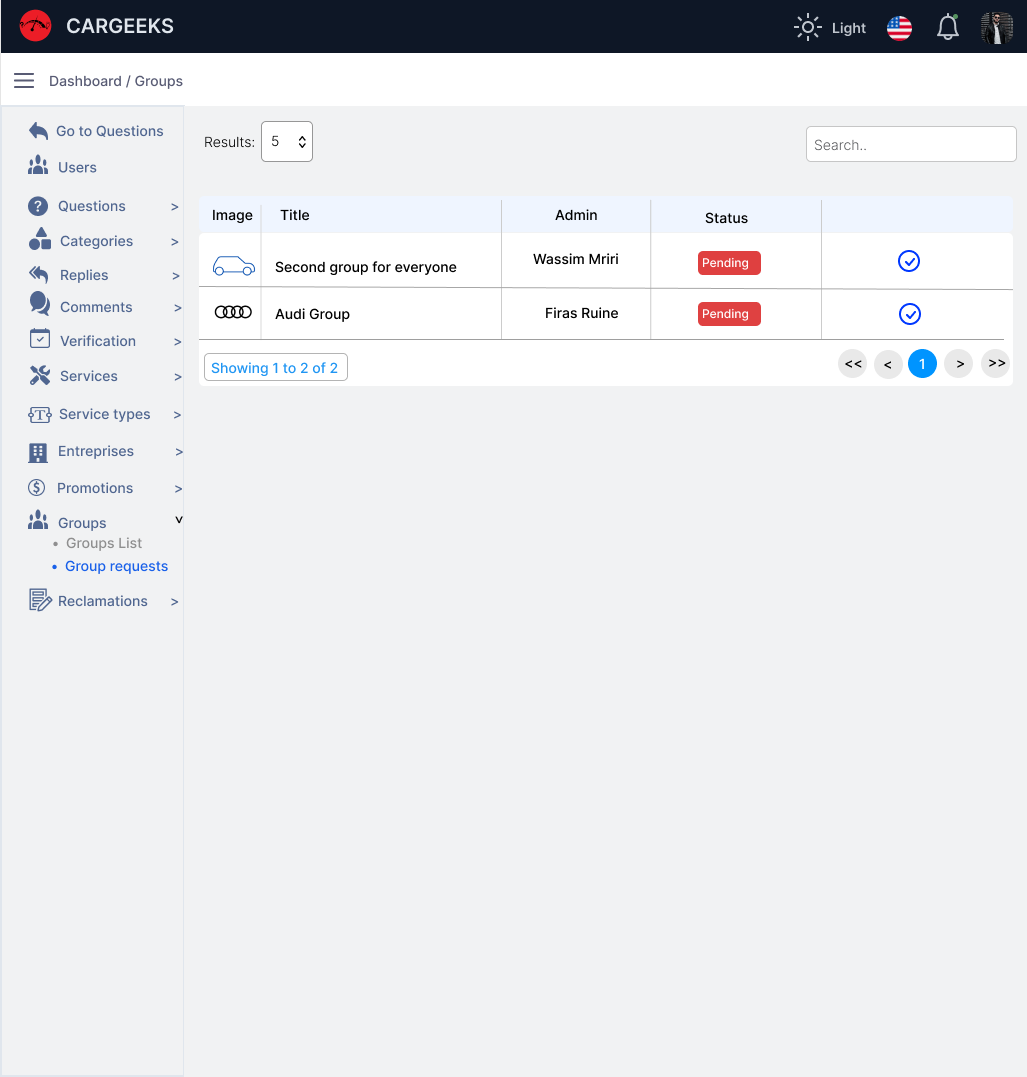 CARGEEKS
Light
Dashboard / Groups
Go to Questions
Users
Questions >
Categories >
Replies >
Comments >
Verification >
Services >
Service types >
Entreprises >
Promotions >
Groups v
• Groups List
• Group requests
Reclamations >
Results: 5
Search..
Image Title Admin Status
Second group for everyone Wassim Mriri Pending
Audi Group Firas Ruine Pending
Showing 1 to 2 of 2
<< < 1 > >>